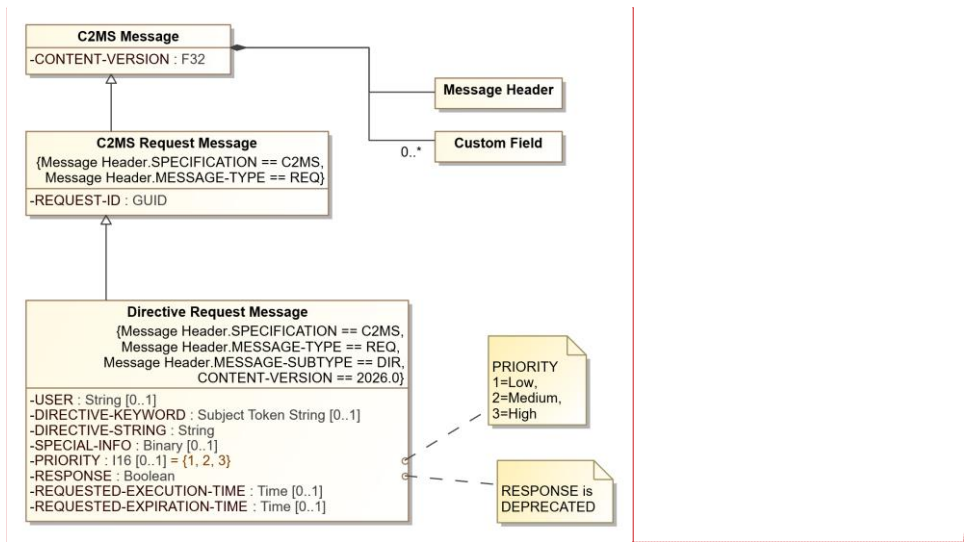 C2MS Message
-CONTENT-VERSION : F32
Message Header
0..*
Custom Field
C2MS Request Message
{Message Header.SPECIFICATION == C2MS,
Message Header.MESSAGE-TYPE == REQ}
-REQUEST-ID : GUID
Directive Request Message
{Message Header.SPECIFICATION == C2MS,
Message Header.MESSAGE-TYPE == REQ,
Message Header.MESSAGE-SUBTYPE == DIR,
CONTENT-VERSION == 2026.0}
-USER : String [0..1]
-DIRECTIVE-KEYWORD : Subject Token String [0..1]
-DIRECTIVE-STRING : String
-SPECIAL-INFO : Binary [0..1]
-PRIORITY : I16 [0..1] = {1, 2, 3}
-RESPONSE : Boolean
-REQUESTED-EXECUTION-TIME : Time [0..1]
-REQUESTED-EXPIRATION-TIME : Time [0..1]
PRIORITY
1=Low,
2=Medium,
3=High
RESPONSE is
DEPRECATED